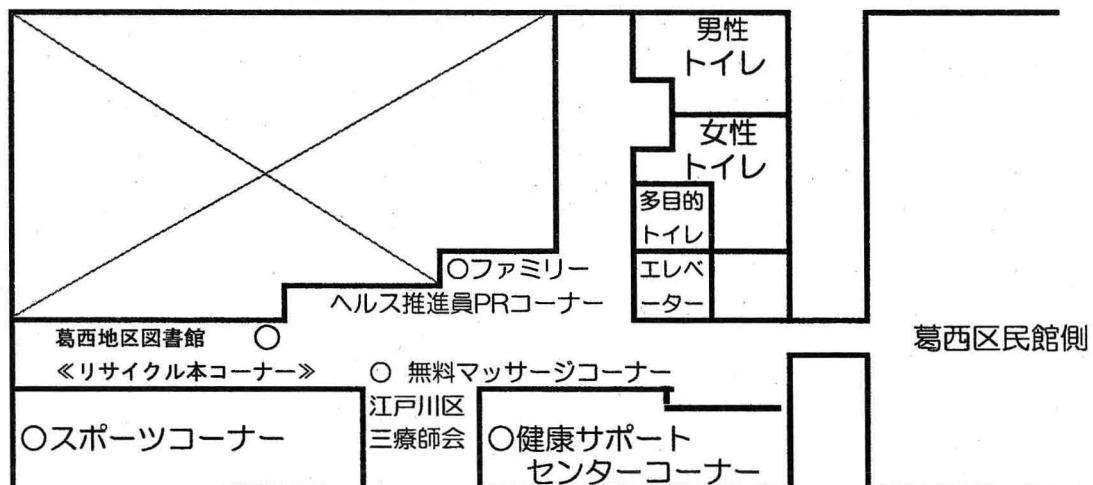 男性
トイレ
女性
トイレ
多目的
トイレ
エレベ
ーター
○ファミリー
ヘルス推進員PRコーナー
葛西地区図書館 ○
≪リサイクル本コーナー≫
○ 無料マッサージコーナー
江戸川区
三療師会
葛西区民館側
○スポーツコーナー
○健康サポート
センターコーナー